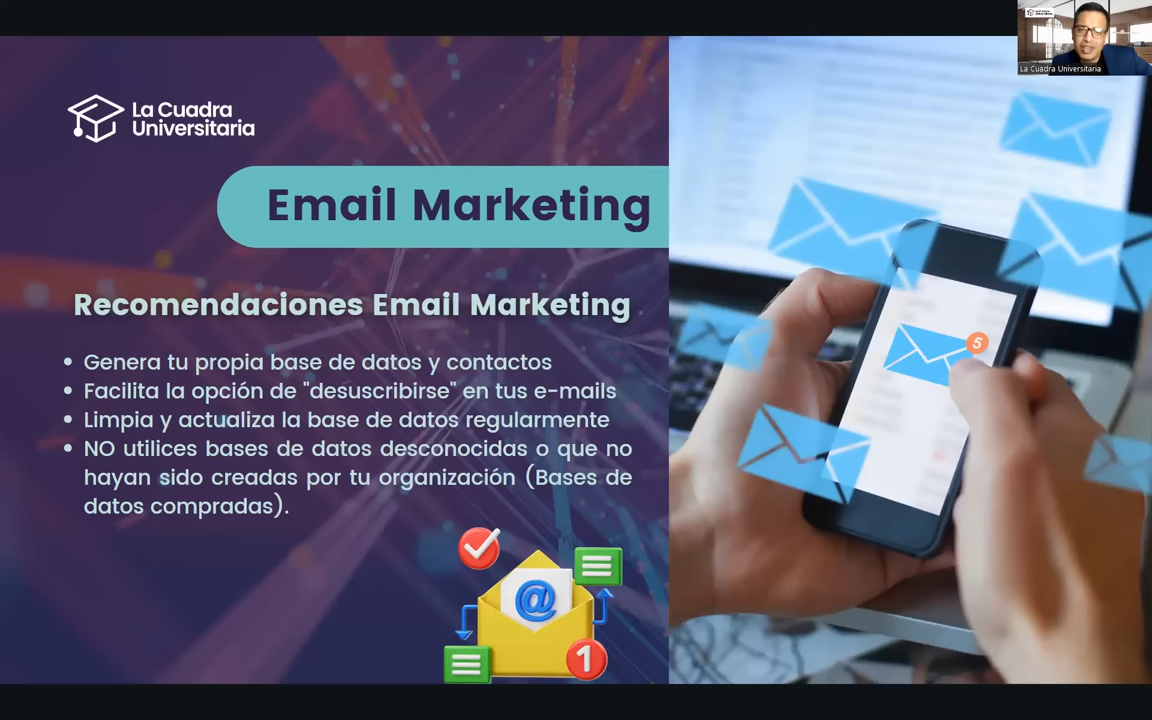 La Cuadra
Universitaria
La Cuadra Universitaria
Email Marketing
Recomendaciones Email Marketing
• Genera tu propia base de datos y contactos
• Facilita la opción de "desuscribirse" en tus e-mails
• Limpia y actualiza la base de datos regularmente
• NO utilices bases de datos desconocidas o que no
hayan sido creadas por tu organización (Bases de
datos compradas).
5
@
1